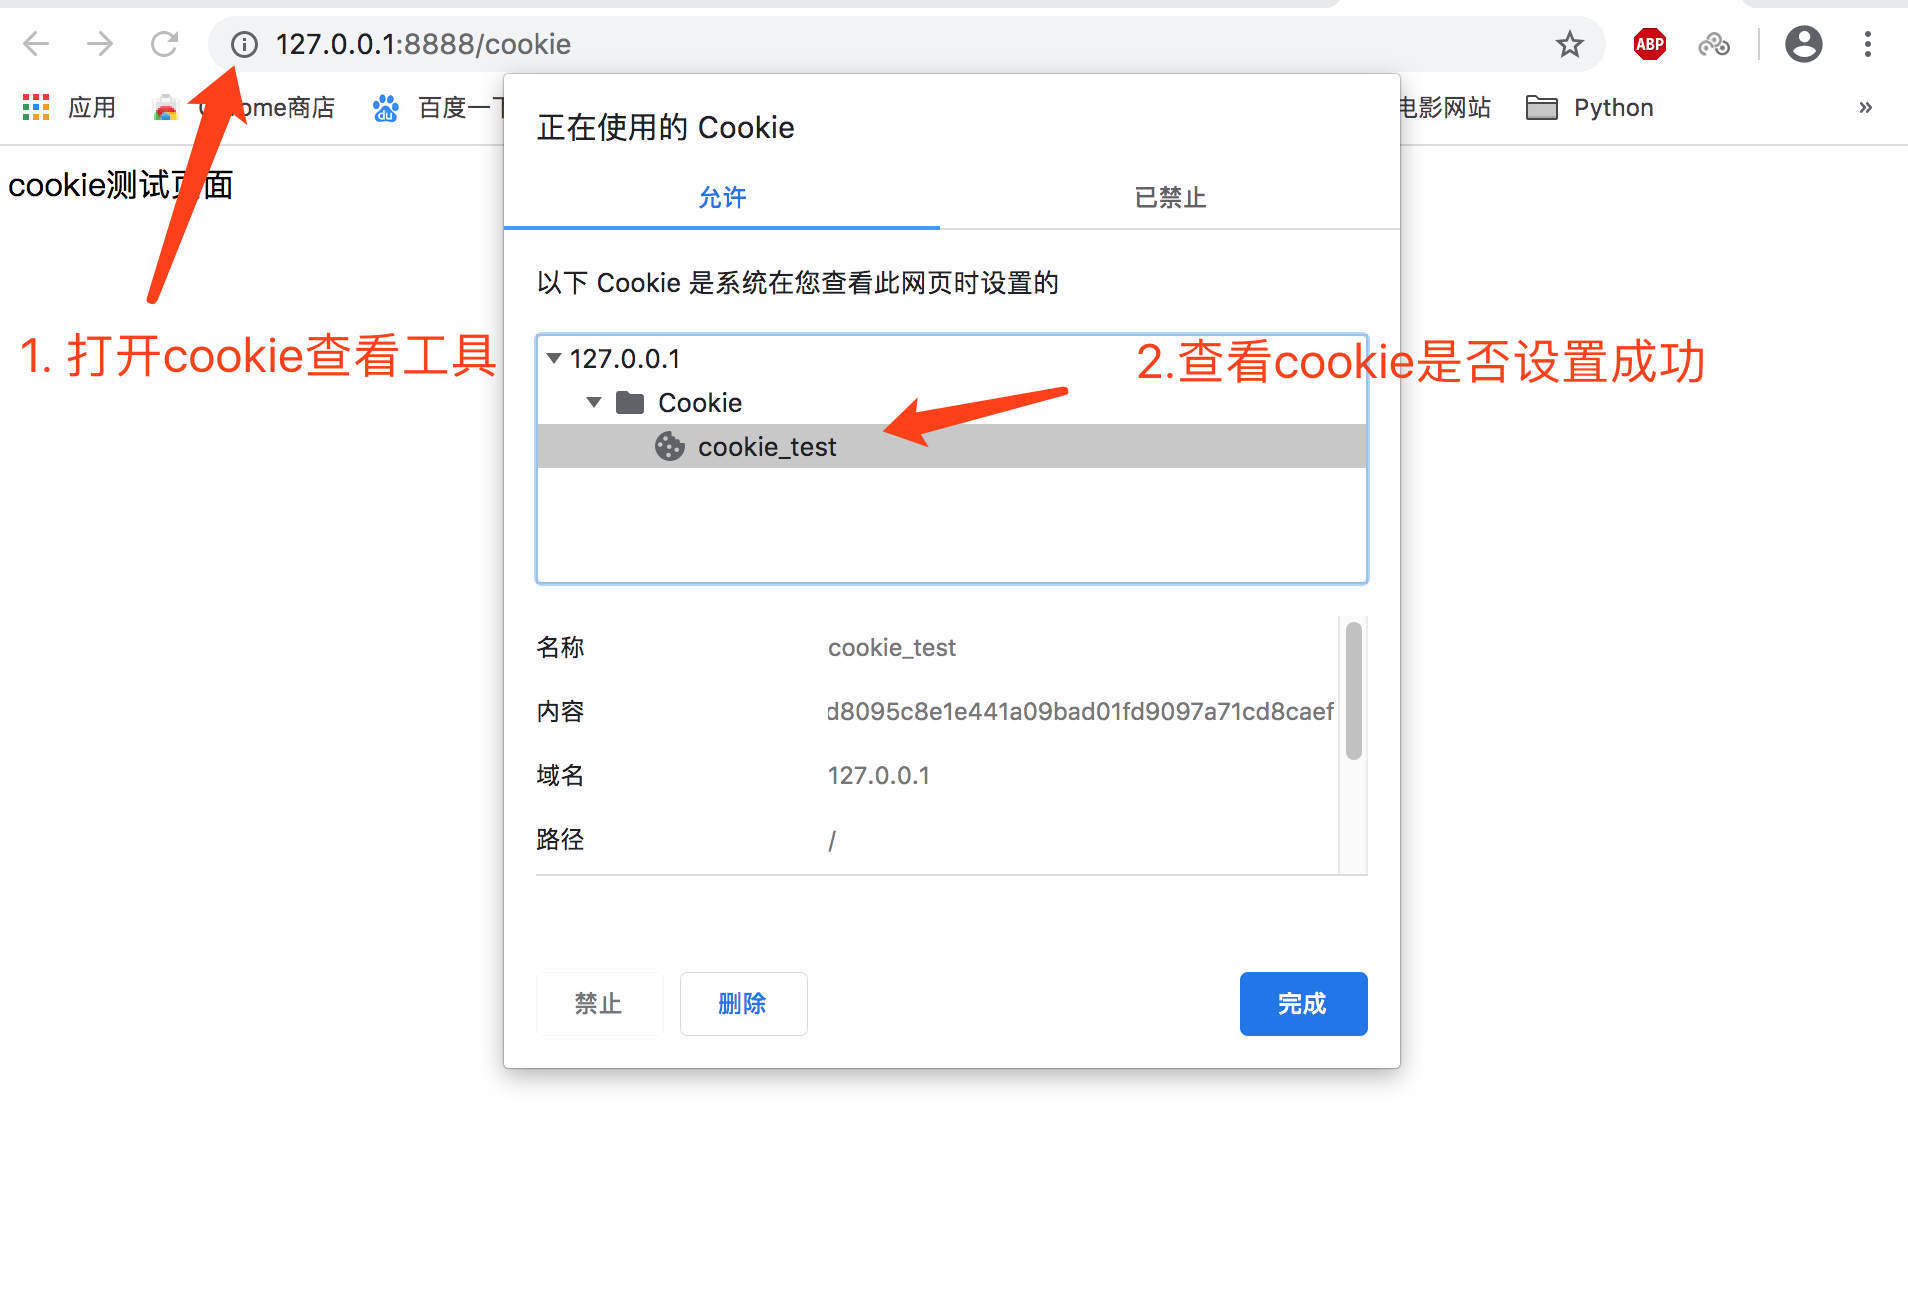 127.0.0.1:8888/cookie
ABP
应用
Chrome商店
百度一下
电影网站
Python
»
cookie测试页面
1. 打开cookie查看工具
正在使用的 Cookie
允许
已禁止
以下 Cookie 是系统在您查看此网页时设置的
127.0.0.1
2.查看cookie是否设置成功
Cookie
cookie_test
名称 cookie_test
内容 d8095c8e1e441a09bad01fd9097a71cd8caef
域名 127.0.0.1
路径 /
禁止
删除
完成